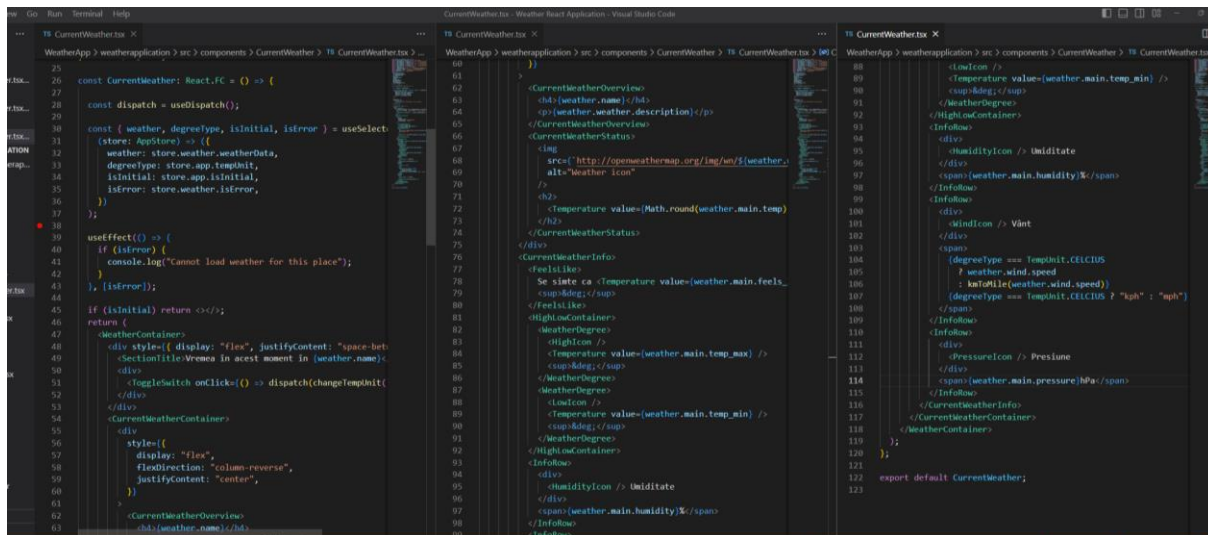 ew Go Run Terminal Help
CurrentWeather.tsx - Weather React Application - Visual Studio Code
TS CurrentWeather.tsx ×
WeatherApp > weatherapplication > src > components > CurrentWeather > TS CurrentWeather.tsx > ...
25
26 const CurrentWeather: React.FC = () => {
27
28 const dispatch = useDispatch();
29
30 const { weather, degreeType, isInitial, isError } = useSelect
31 (store: AppStore) => ({
32 weather: store.weather.weatherData,
33 degreeType: store.app.tempUnit,
34 isInitial: store.app.isInitial,
35 isError: store.weather.isError,
36 })
37 );
38
39 useEffect(() => {
40 if (isError) {
41 console.log("Cannot load weather for this place");
42 }
43 }, [isError]);
44
45 if (isInitial) return <></>;
46 return (
47 <WeatherContainer>
48 <div style={{ display: "flex", justifyContent: "space-bet
49 <SectionTitle>Vremea în acest moment in {weather.name}<
50 <div>
51 <ToggleSwitch onClick={() => dispatch(changeTempUnit(
52 </div>
53 </div>
54 <CurrentWeatherContainer>
55 <div
56 style={{
57 display: "flex",
58 flexDirection: "column-reverse",
59 justifyContent: "center",
60 }}
61 >
62 <CurrentWeatherOverview>
63 <h4>{weather.name}</h4>
TS CurrentWeather.tsx ×
WeatherApp > weatherapplication > src > components > CurrentWeather > TS CurrentWeather.tsx > C
60 }}
61 >
62 <CurrentWeatherOverview>
63 <h4>{weather.name}</h4>
64 <p>{weather.weather.description}</p>
65 </CurrentWeatherOverview>
66 <CurrentWeatherStatus>
67 <img
68 src={`http://openweathermap.org/img/wn/${weather.
69 alt="Weather icon"
70 />
71 <h2>
72 <Temperature value={Math.round(weather.main.temp)
73 </h2>
74 </CurrentWeatherStatus>
75 </div>
76 <CurrentWeatherInfo>
77 <FeelsLike>
78 Se simte ca <Temperature value={weather.main.feels_
79 <sup>&deg;</sup>
80 </FeelsLike>
81 <HighLowContainer>
82 <WeatherDegree>
83 <HighIcon />
84 <Temperature value={weather.main.temp_max} />
85 <sup>&deg;</sup>
86 </WeatherDegree>
87 <WeatherDegree>
88 <LowIcon />
89 <Temperature value={weather.main.temp_min} />
90 <sup>&deg;</sup>
91 </WeatherDegree>
92 </HighLowContainer>
93 <InfoRow>
94 <div>
95 <HumidityIcon /> Umiditate
96 </div>
97 <span>{weather.main.humidity}%</span>
98 </InfoRow>
99 <InfoRow>
TS CurrentWeather.tsx ×
WeatherApp > weatherapplication > src > components > CurrentWeather > TS CurrentWeather.tsx
88 <LowIcon />
89 <Temperature value={weather.main.temp_min} />
90 <sup>&deg;</sup>
91 </WeatherDegree>
92 </HighLowContainer>
93 <InfoRow>
94 <div>
95 <HumidityIcon /> Umiditate
96 </div>
97 <span>{weather.main.humidity}%</span>
98 </InfoRow>
99 <InfoRow>
100 <div>
101 <WindIcon /> Vânt
102 </div>
103 <span>
104 {degreeType === TempUnit.CELCIUS
105 ? weather.wind.speed
106 : kmToMile(weather.wind.speed)}
107 {degreeType === TempUnit.CELCIUS ? "kph" : "mph"}
108 </span>
109 </InfoRow>
110 <InfoRow>
111 <div>
112 <PressureIcon /> Presiune
113 </div>
114 <span>{weather.main.pressure}hPa</span>
115 </InfoRow>
116 </CurrentWeatherInfo>
117 </CurrentWeatherContainer>
118 </WeatherContainer>
119 );
120 };
121
122 export default CurrentWeather;
123